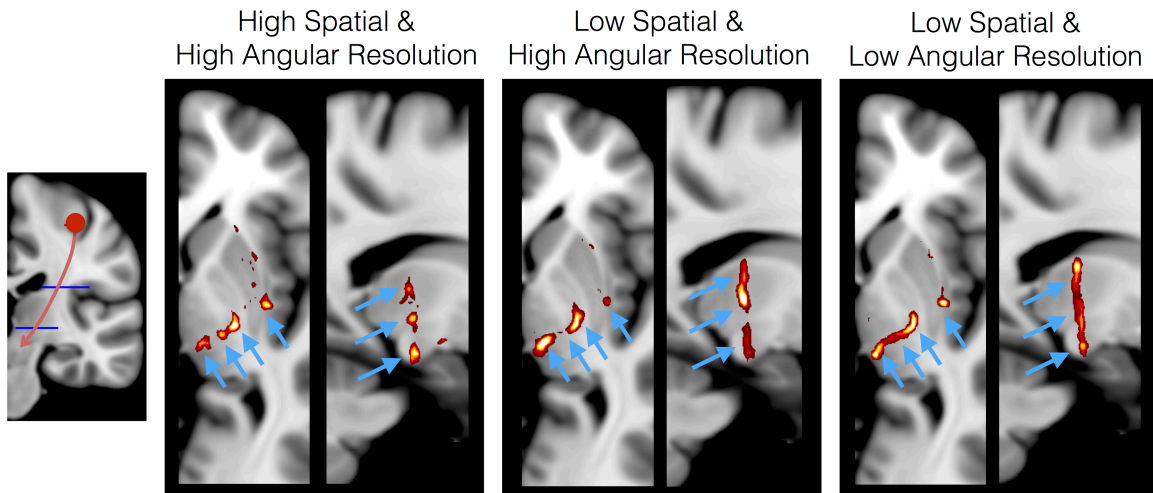 High Spatial &
High Angular Resolution
Low Spatial &
High Angular Resolution
Low Spatial &
Low Angular Resolution